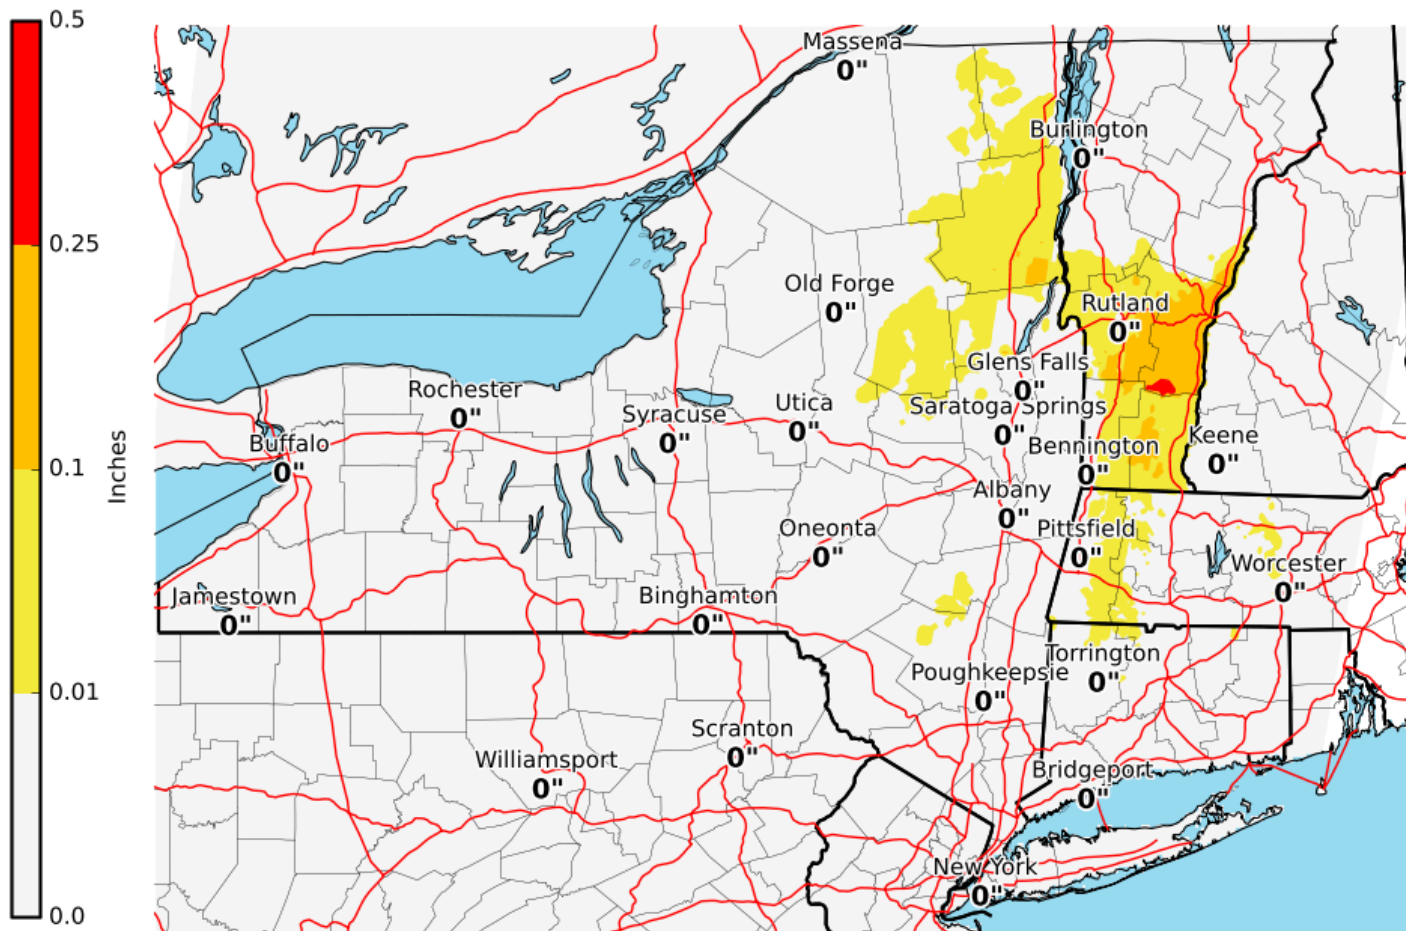 0.5
0.25
0.1
0.01
0.0
Inches
Massena
0"
Burlington
0"
Old Forge
0"
Rutland
0"
Glens Falls
0"
Rochester
0"
Syracuse
0"
Utica
0"
Saratoga Springs
0"
Buffalo
0"
Bennington
0"
Keene
0"
Albany
0"
Oneonta
0"
Pittsfield
0"
Worcester
0"
Jamestown
0"
Binghamton
0"
Torrington
0"
Poughkeepsie
0"
Scranton
0"
Williamsport
0"
Bridgeport
0"
New York
0"